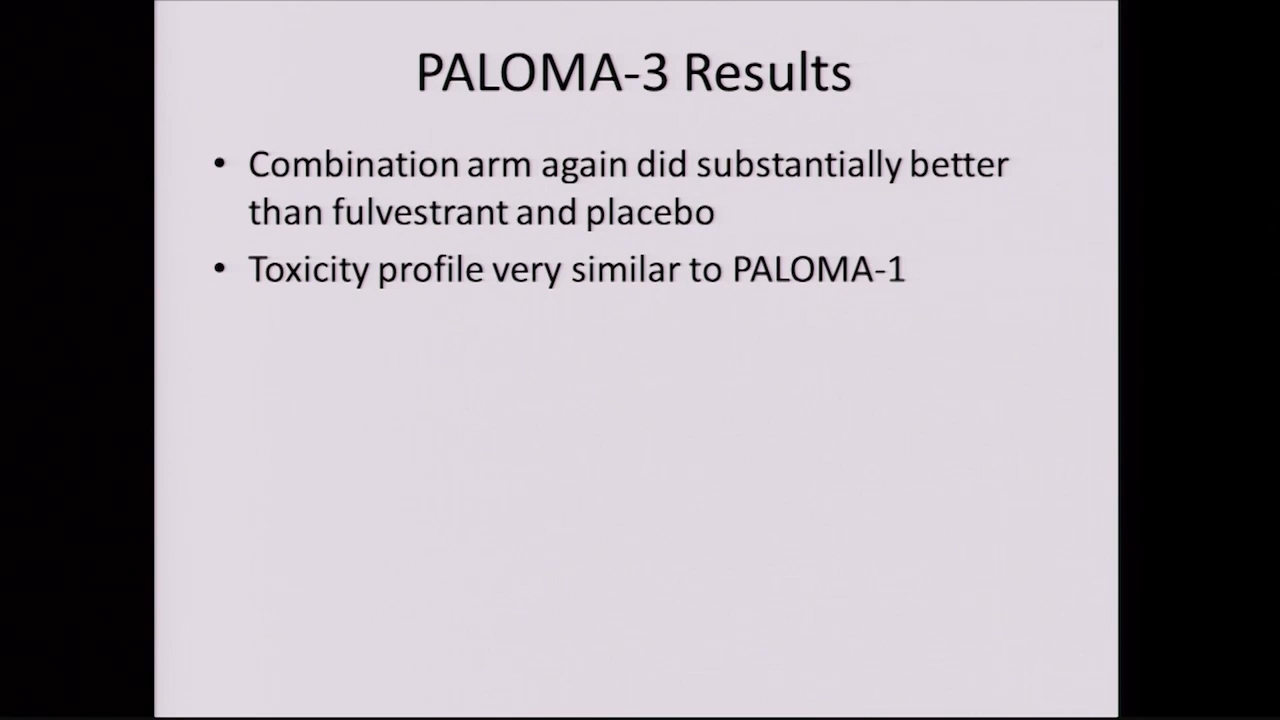 PALOMA-3 Results
• Combination arm again did substantially better
than fulvestrant and placebo
• Toxicity profile very similar to PALOMA-1